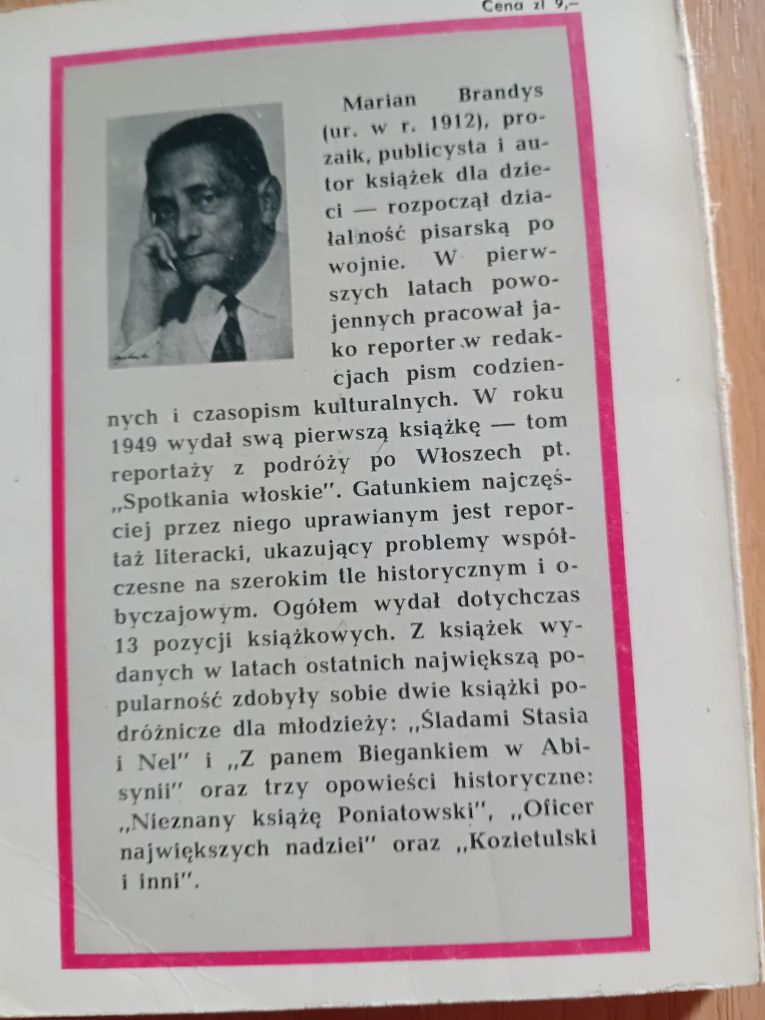 Cena zł 9,–
Marian Brandys
(ur. w r. 1912), pro-
zaik, publicysta i au-
tor książek dla dzie-
ci — rozpoczął dzia-
łalność pisarską po
wojnie. W pierw-
szych latach powo-
jennych pracował ja-
ko reporter w redak-
cjach pism codzien-
nych i czasopism kulturalnych. W roku
1949 wydał swą pierwszą książkę — tom
reportaży z podróży po Włoszech pt.
„Spotkania włoskie". Gatunkiem najczęś-
ciej przez niego uprawianym jest repor-
taż literacki, ukazujący problemy współ-
czesne na szerokim tle historycznym i o-
byczajowym. Ogółem wydał dotychczas
13 pozycji książkowych. Z książek wy-
danych w latach ostatnich największą po-
pularność zdobyły sobie dwie książki po-
dróżnicze dla młodzieży: „Śladami Stasia
i Nel" i „Z panem Biegankiem w Abi-
synii" oraz trzy opowieści historyczne:
„Nieznany książę Poniatowski", „Oficer
największych nadziei" oraz „Kozietulski
i inni".